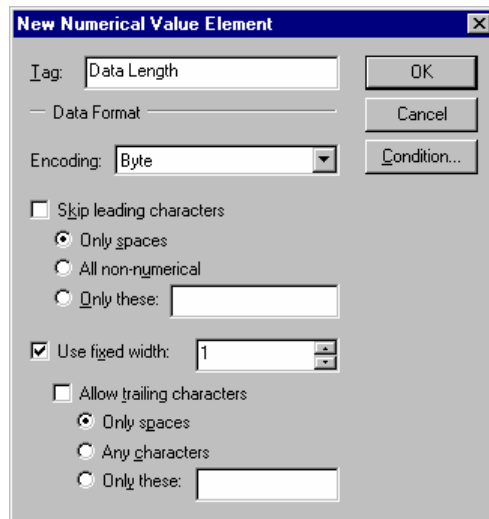 New Numerical Value Element
Tag: Data Length
OK
Data Format
Cancel
Encoding: Byte
Condition...
Skip leading characters
Only spaces
All non-numerical
Only these:
Use fixed width: 1
Allow trailing characters
Only spaces
Any characters
Only these: